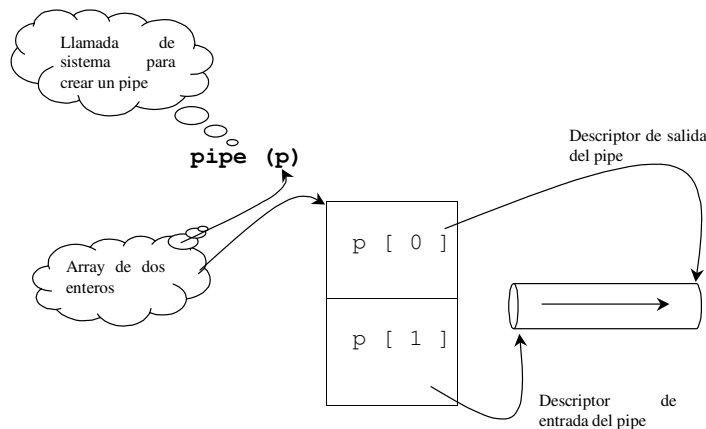 Llamada de
sistema para
crear un pipe
pipe (p)
Descriptor de salida
del pipe
Array de dos
enteros
p [ 0 ]
p [ 1 ]
Descriptor de
entrada del pipe